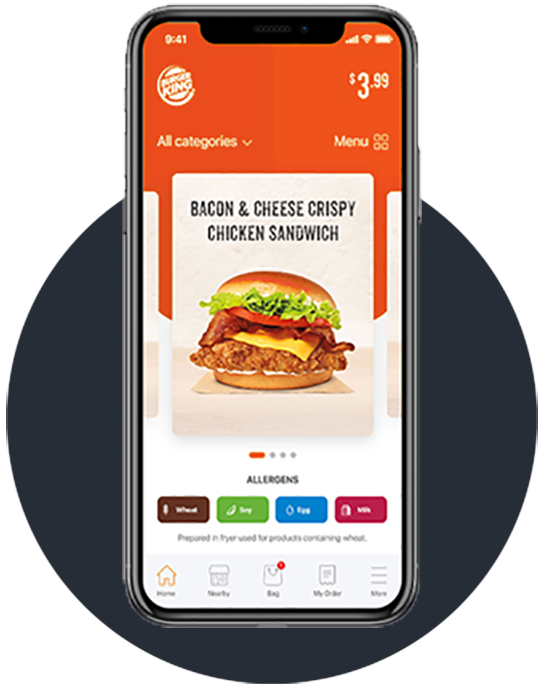 9:41
BURGER
KING
$3.99
All categories
Menu
BACON & CHEESE CRISPY
CHICKEN SANDWICH
ALLERGENS
Wheat Soy Egg Milk
Prepared in fryer used for products containing wheat.
Home Nearby Bag My Order More